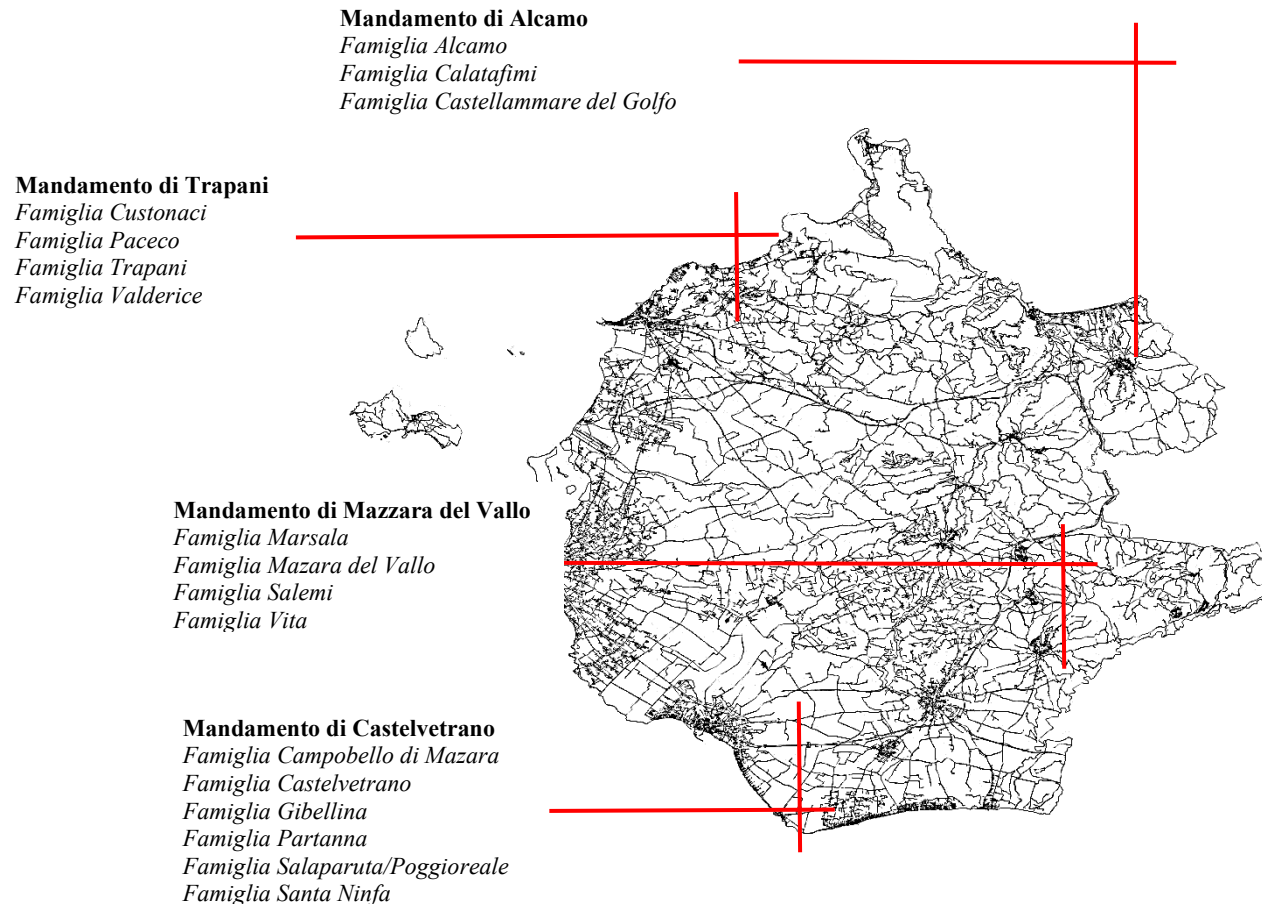 Mandamento di Alcamo
Famiglia Alcamo
Famiglia Calatafimi
Famiglia Castellammare del Golfo
Mandamento di Trapani
Famiglia Custonaci
Famiglia Paceco
Famiglia Trapani
Famiglia Valderice
Mandamento di Mazzara del Vallo
Famiglia Marsala
Famiglia Mazara del Vallo
Famiglia Salemi
Famiglia Vita
Mandamento di Castelvetrano
Famiglia Campobello di Mazara
Famiglia Castelvetrano
Famiglia Gibellina
Famiglia Partanna
Famiglia Salaparuta/Poggioreale
Famiglia Santa Ninfa